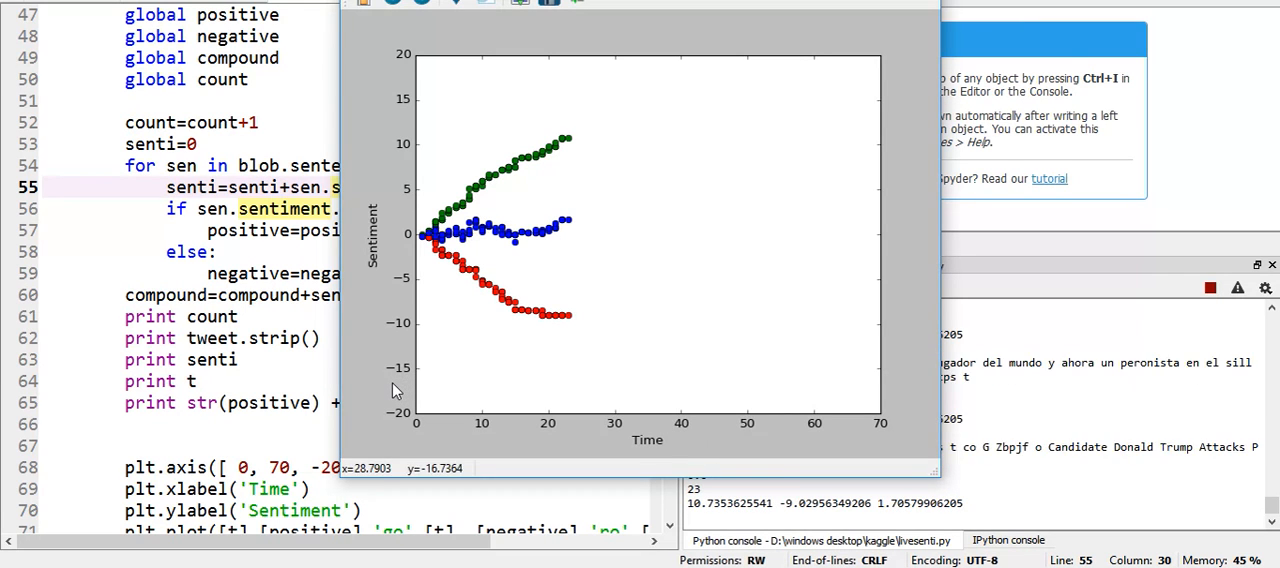 47 global positive
48 global negative
49 global compound
50 global count
51
52 count=count+1
53 senti=0
54 for sen in blob.sente
55 senti=senti+sen.s
56 if sen.sentiment.
57 positive=posi
58 else:
59 negative=nega
60 compound=compound+sen
61 print count
62 print tweet.strip()
63 print senti
64 print t
65 print str(positive) +
66
67
68 plt.axis([ 0, 70, -20
69 plt.xlabel('Time')
70 plt.ylabel('Sentiment')
71 plt.plot([t],[positive],'go',[t], [negative],'ro',[
20
15
10
5
0
−5
−10
−15
−20
Sentiment
0 10 20 30 40 50 60 70
Time
x=28.7903 y=-16.7364
p of any object by pressing Ctrl+I in
the Editor or the Console.
wn automatically after writing a left
n object. You can activate this
es > Help.
Spyder? Read our tutorial
5205
ugador del mundo y ahora un peronista en el sill
ps t
5205
s t co G Zbpjf o Candidate Donald Trump Attacks P
23
10.7353625541 -9.02956349206 1.70579906205
Python console - D:\windows desktop\kaggle\livesenti.py IPython console
Permissions: RW End-of-lines: CRLF Encoding: UTF-8 Line: 55 Column: 30 Memory: 45 %